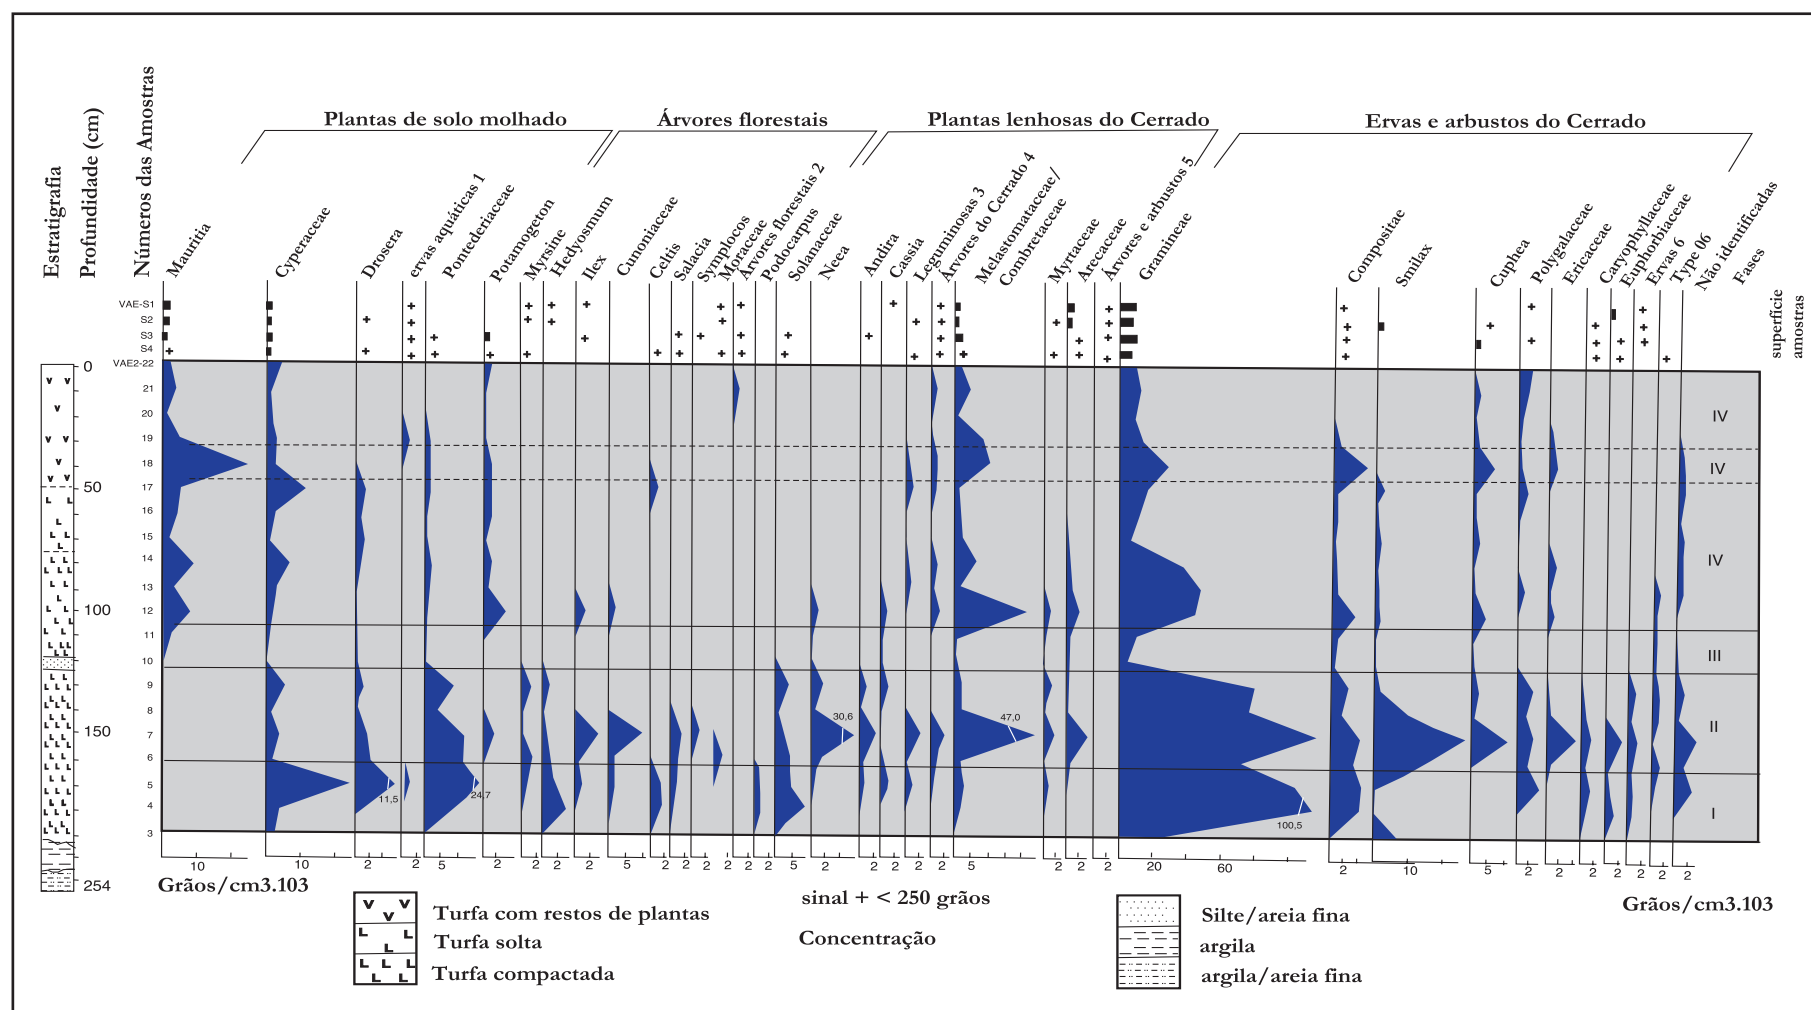 Plantas de solo molhado
Árvores florestais
Plantas lenhosas do Cerrado
Ervas e arbustos do Cerrado
Estratigrafia
Profundidade (cm)
Números das Amostras
Mauritia
Cyperaceae
Drosera
ervas aquáticas 1
Pontederiaceae
Potamogeton
Myrsine
Hedyosmum
Ilex
Cunoniaceae
Celtis
Salacia
Symplocos
Moraceae
Árvores florestais 2
Podocarpus
Solanaceae
Neea
Andira
Cassia
Leguminosas 3
Árvores do Cerrado 4
Melastomataceae/
Combretaceae
Myrtaceae
Arecaceae
Árvores e arbustos 5
Gramineae
Compositae
Smilax
Cuphea
Polygalaceae
Ericaceae
Caryophyllaceae
Euphorbiaceae
Ervas 6
Type 06
Não identificadas
Fases
superfície
amostras
VAE-S1
S2
S3
S4
VAE2-22
21
20
19
18
17
16
15
14
13
12
11
10
9
8
7
6
5
4
3
0
50
100
150
254
IV
IV
IV
III
II
I
11,5
24,7
30,6
47,0
100,5
10 10 2 2 5 2 2 2 2 5 2 2 2 2 2 2 5 2 2 2 2 2 5 2 2 2 20 60 2 10 5 2 2 2 2 2 2 2
Grãos/cm3.103
sinal + < 250 grãos
Grãos/cm3.103
Concentração
Turfa com restos de plantas
Turfa solta
Turfa compactada
Silte/areia fina
argila
argila/areia fina